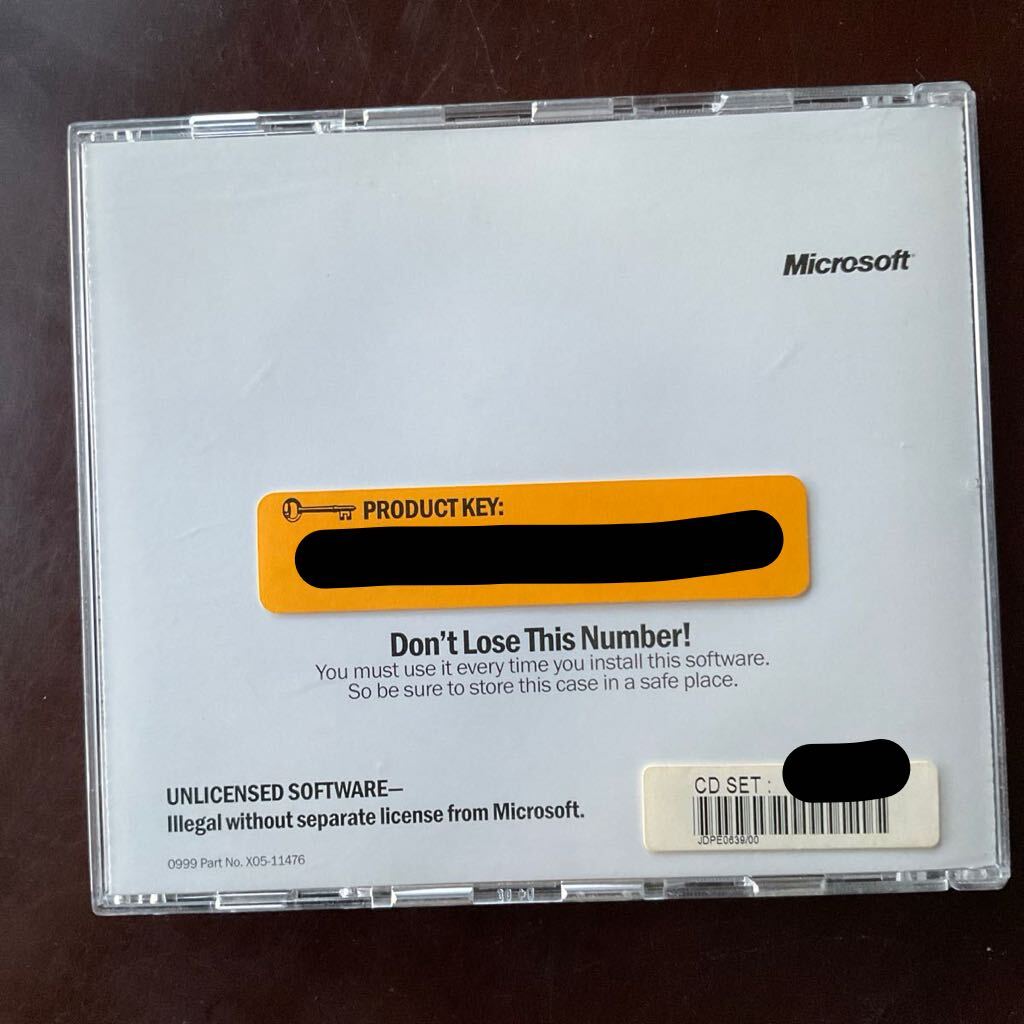 Microsoft
PRODUCT KEY:
Don't Lose This Number!
You must use it every time you install this software.
So be sure to store this case in a safe place.
UNLICENSED SOFTWARE—
Illegal without separate license from Microsoft.
0999 Part No. X05-11476
CD SET :
JDPE0639/00